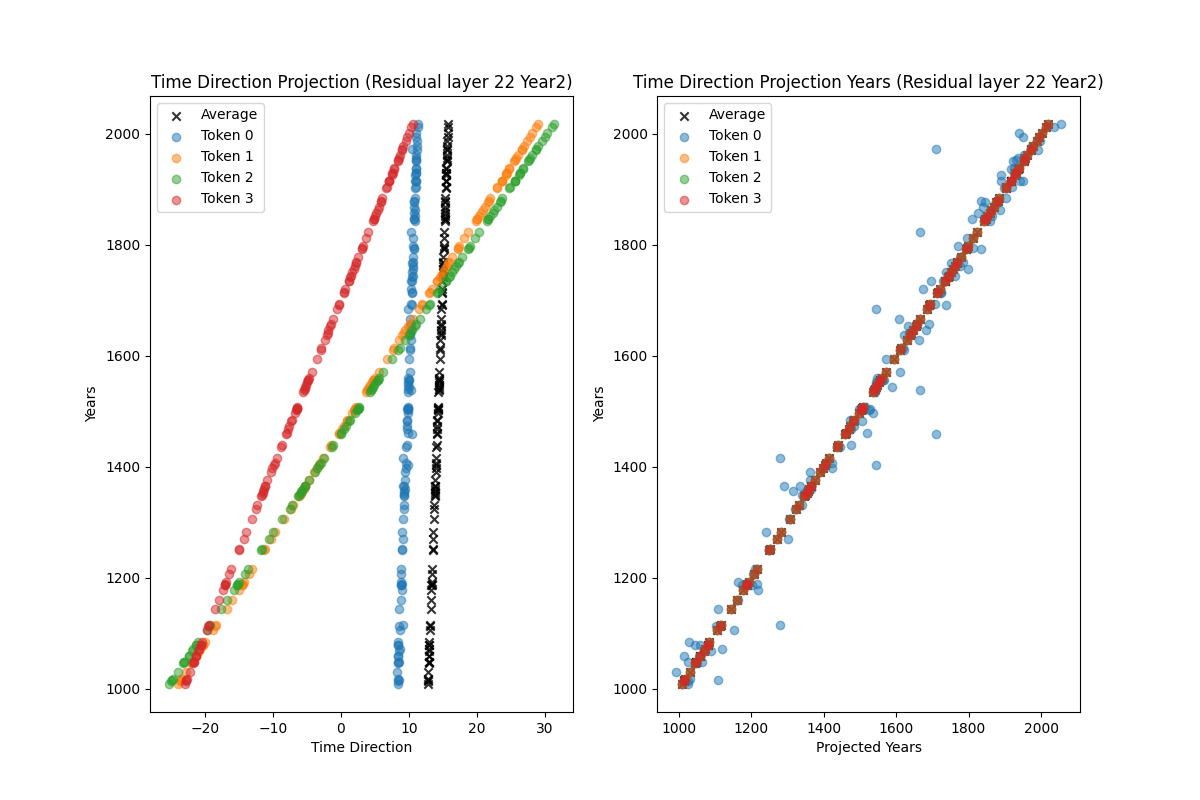 Time Direction Projection (Residual layer 22 Year2)
Average
Token 0
Token 1
Token 2
Token 3
Years
2000
1800
1600
1400
1200
1000
−20 −10 0 10 20 30
Time Direction
Time Direction Projection Years (Residual layer 22 Year2)
Average
Token 0
Token 1
Token 2
Token 3
Years
2000
1800
1600
1400
1200
1000
1000 1200 1400 1600 1800 2000
Projected Years